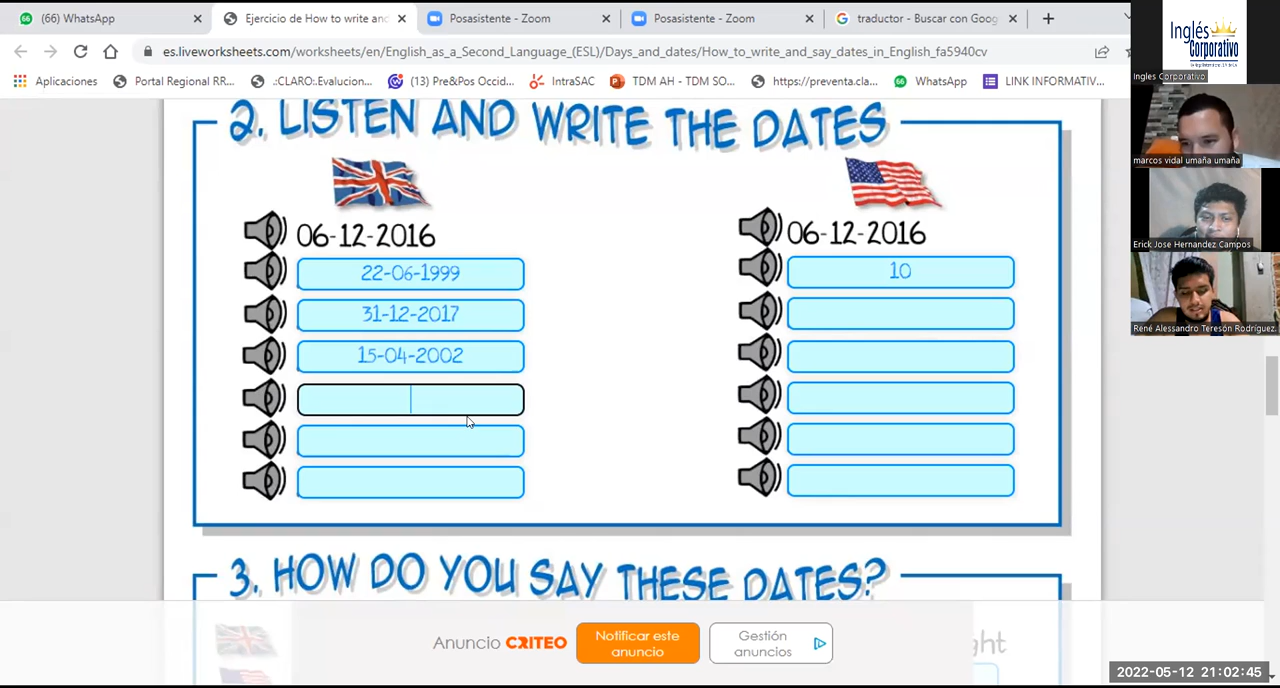 (66) WhatsApp
Ejercicio de How to write and
Posasistente - Zoom
Posasistente - Zoom
traductor - Buscar con Goog
es.liveworksheets.com/worksheets/en/English_as_a_Second_Language_(ESL)/Days_and_dates/How_to_write_and_say_dates_in_English_fa5940cv
Aplicaciones
Portal Regional RR...
.:CLARO:.Evalucion...
(13) Pre&Pos Occid...
IntraSAC
TDM AH - TDM SO...
https://preventa.cla...
WhatsApp
LINK INFORMATIV...
Inglés
Corporativo
Ingles Corporativo
marcos vidal umaña umaña
Erick Jose Hernandez Campos
René Alessandro Tereson Rodríguez.
2. LISTEN AND WRITE THE DATES
06-12-2016
22-06-1999
31-12-2017
15-04-2002
06-12-2016
10
3. HOW DO YOU SAY THESE DATES?
Anuncio CRITEO
Notificar este anuncio
Gestión anuncios
ght
2022-05-12 21:02:45